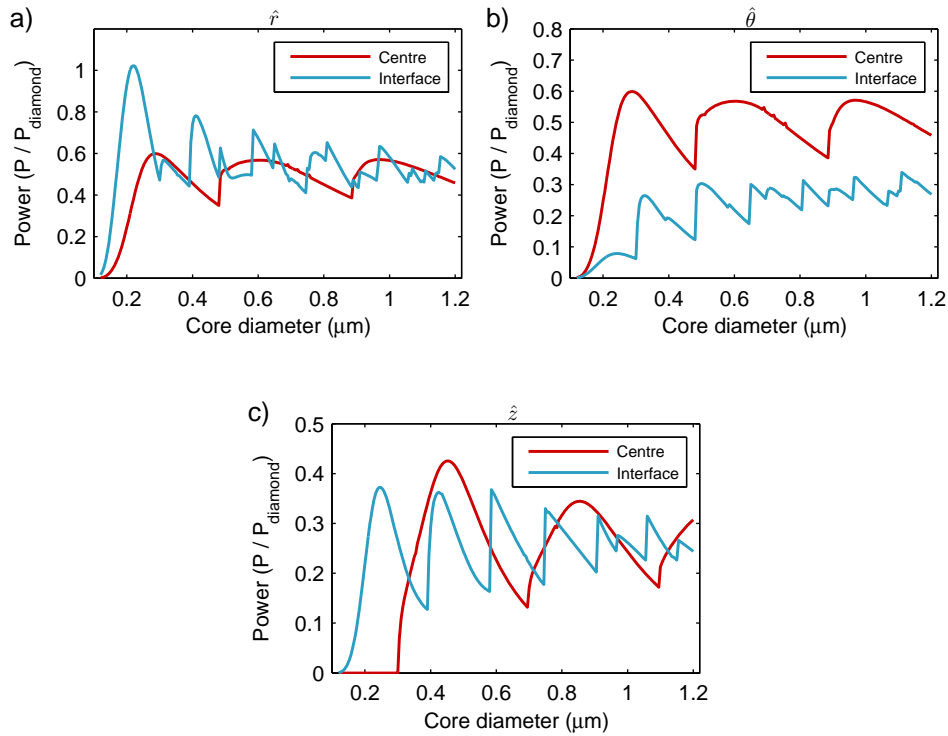 a)
r̂
Power (P / P_diamond)
1
0.8
0.6
0.4
0.2
0
Centre
Interface
0.2 0.4 0.6 0.8 1 1.2
Core diameter (μm)
b)
θ̂
Power (P / P_diamond)
0.8
0.7
0.6
0.5
0.4
0.3
0.2
0.1
0
Centre
Interface
0.2 0.4 0.6 0.8 1 1.2
Core diameter (μm)
c)
ẑ
Power (P / P_diamond)
0.5
0.4
0.3
0.2
0.1
0
Centre
Interface
0.2 0.4 0.6 0.8 1 1.2
Core diameter (μm)